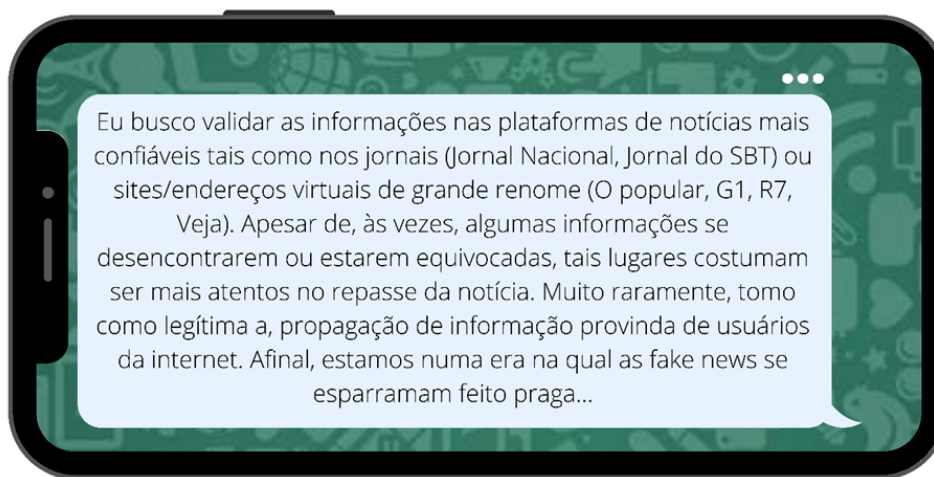 Eu busco validar as informações nas plataformas de notícias mais
confiáveis tais como nos jornais (Jornal Nacional, Jornal do SBT) ou
sites/endereços virtuais de grande renome (O popular, G1, R7,
Veja). Apesar de, às vezes, algumas informações se
desencontrarem ou estarem equivocadas, tais lugares costumam
ser mais atentos no repasse da notícia. Muito raramente, tomo
como legítima a, propagação de informação provinda de usuários
da internet. Afinal, estamos numa era na qual as fake news se
esparramam feito praga...